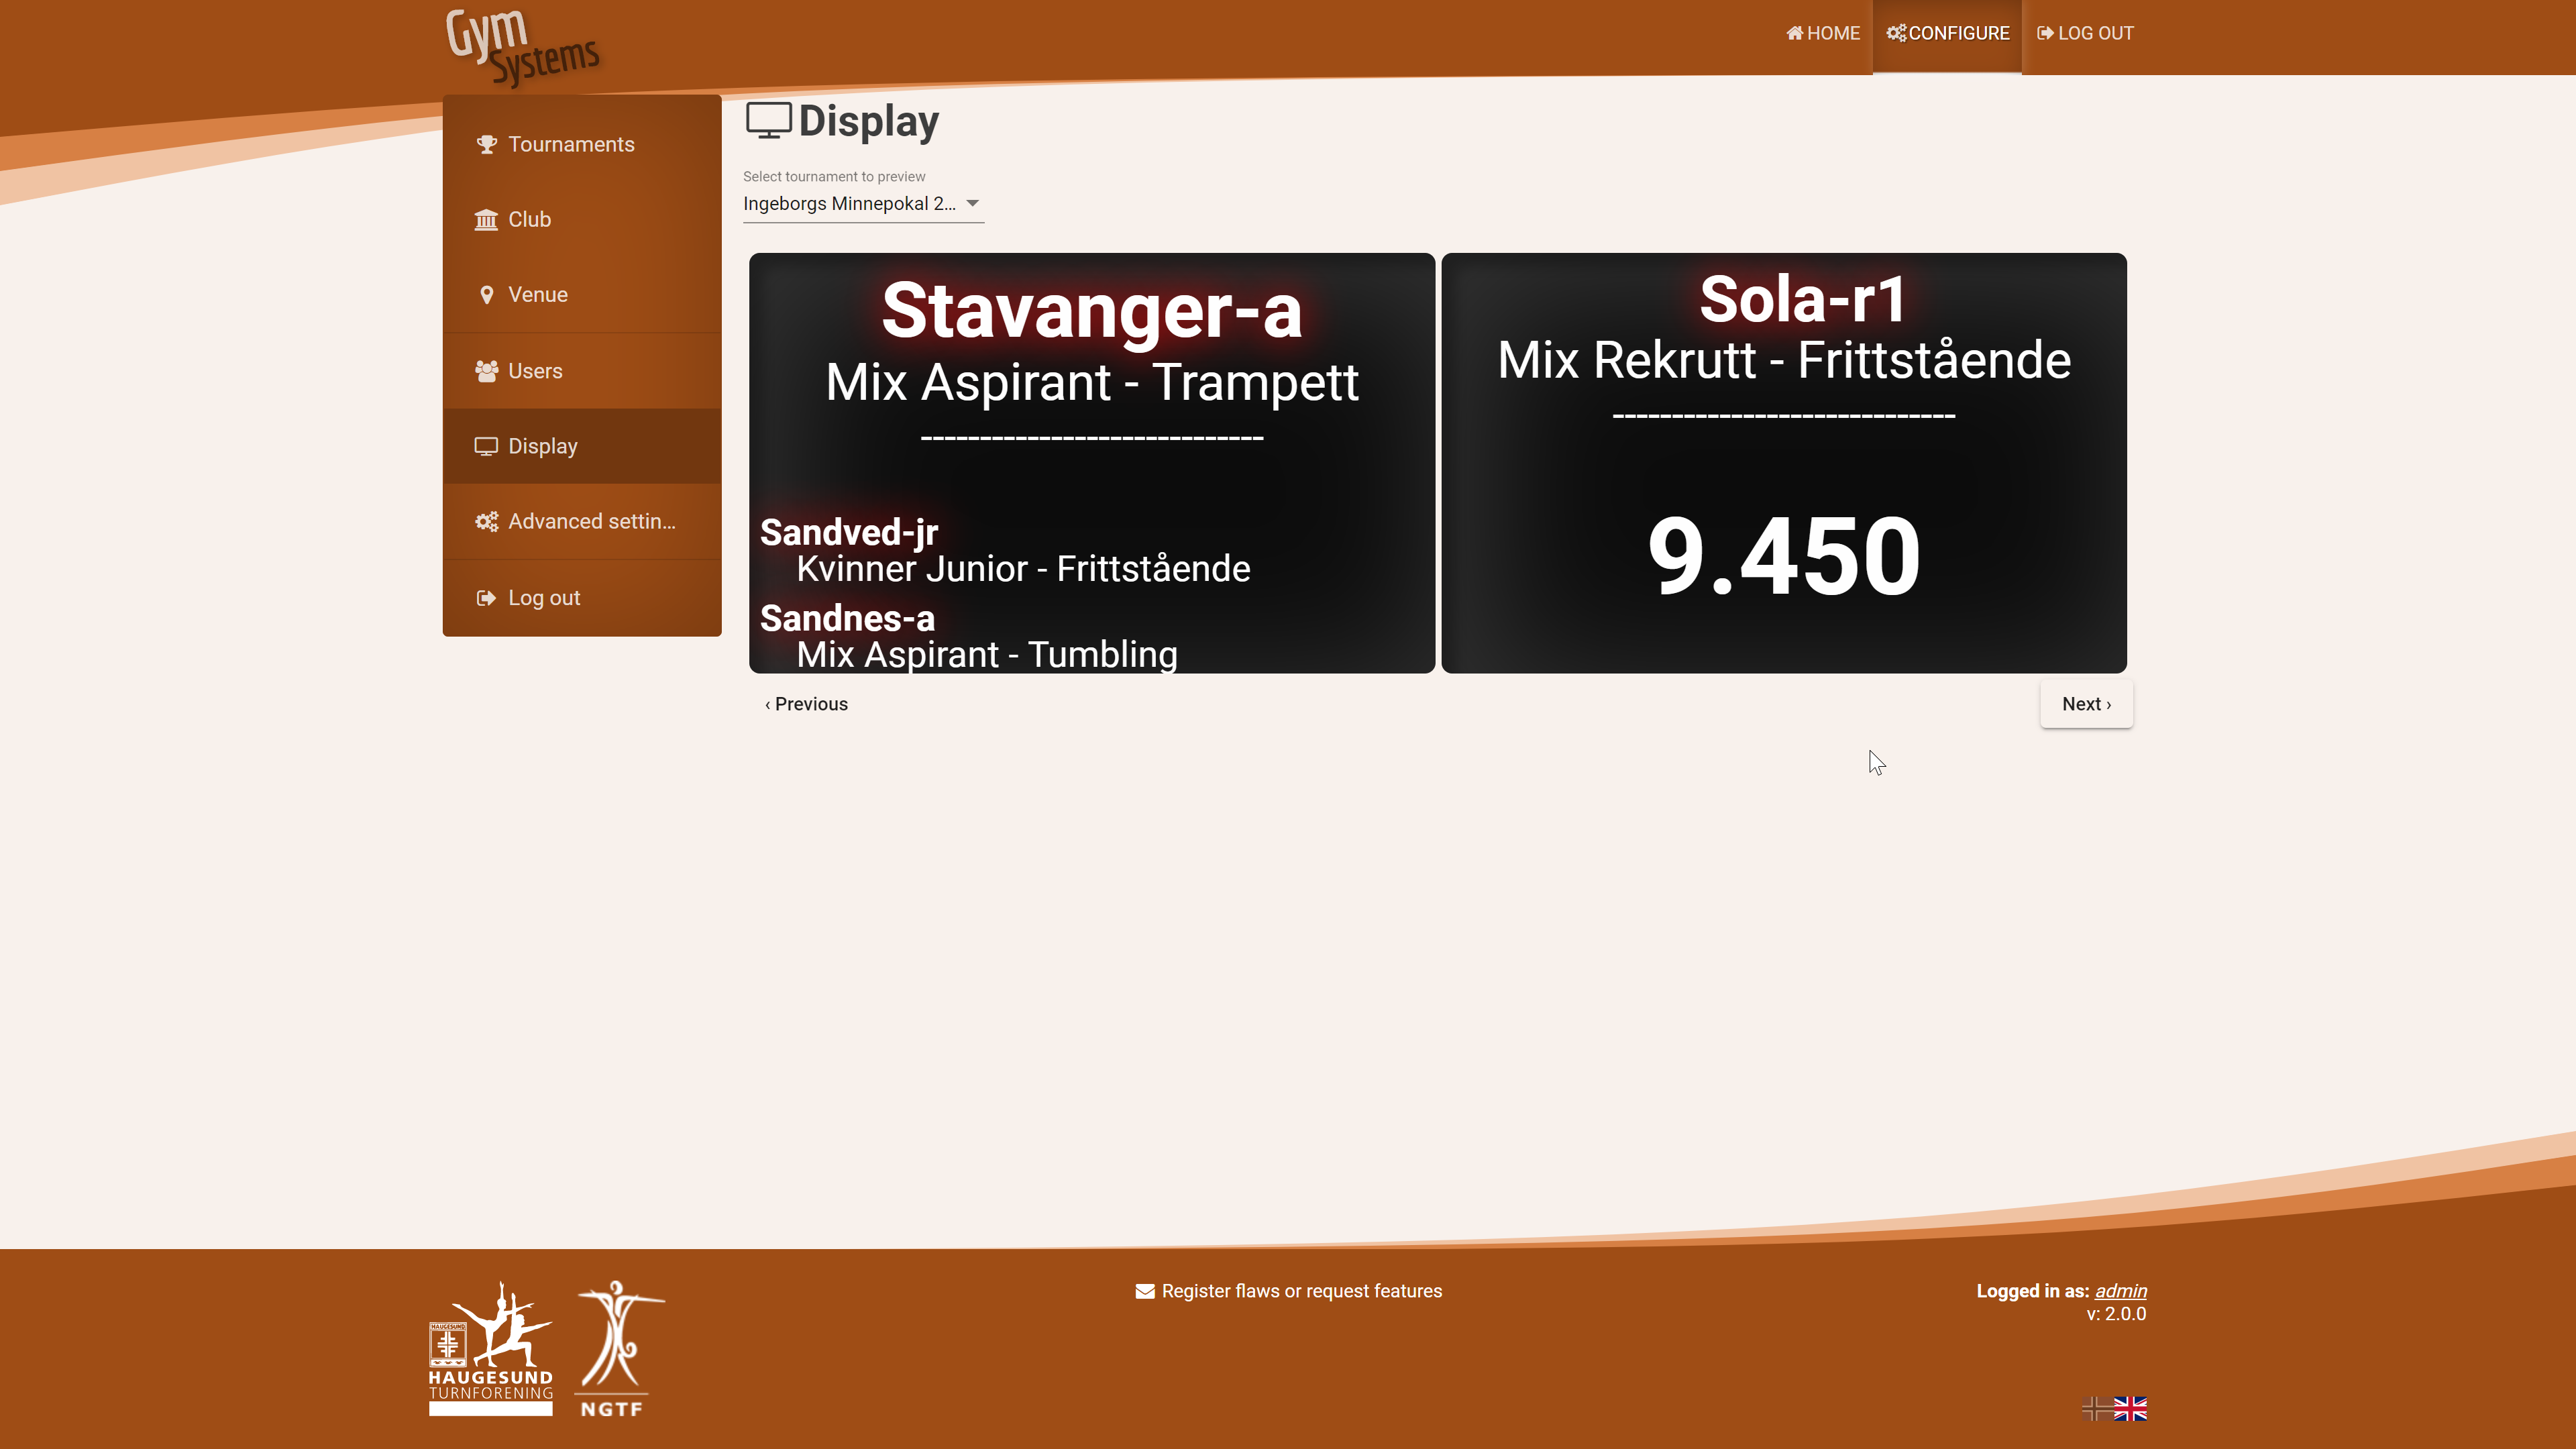 Gym
Systems
HOME
CONFIGURE
LOG OUT
Tournaments
Club
Venue
Users
Display
Advanced settin...
Log out
Display
Select tournament to preview
Ingeborgs Minnepokal 2...
Stavanger-a
Mix Aspirant - Trampett
-----------------------------
Sandved-jr
Kvinner Junior - Frittstående
Sandnes-a
Mix Aspirant - Tumbling
Sola-r1
Mix Rekrutt - Frittstående
-----------------------------
9.450
‹ Previous
Next ›
HAUGESUND
HAUGESUND
TURNFORENING
NGTF
Register flaws or request features
Logged in as: admin
v: 2.0.0